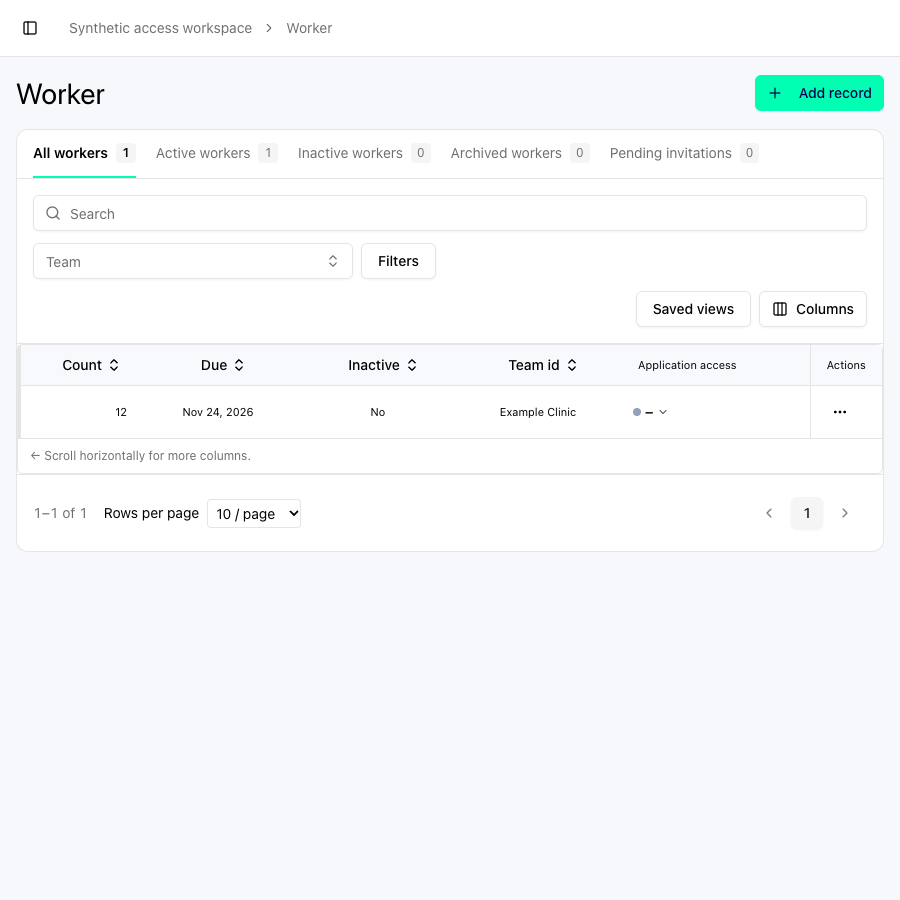 Synthetic access workspace > Worker
Worker
+ Add record
All workers 1 Active workers 1 Inactive workers 0 Archived workers 0 Pending invitations 0
Search
Team
Filters
Saved views
Columns
Count Due Inactive Team id Application access Actions
12 Nov 24, 2026 No Example Clinic – ...
← Scroll horizontally for more columns.
1–1 of 1 Rows per page 10 / page 1